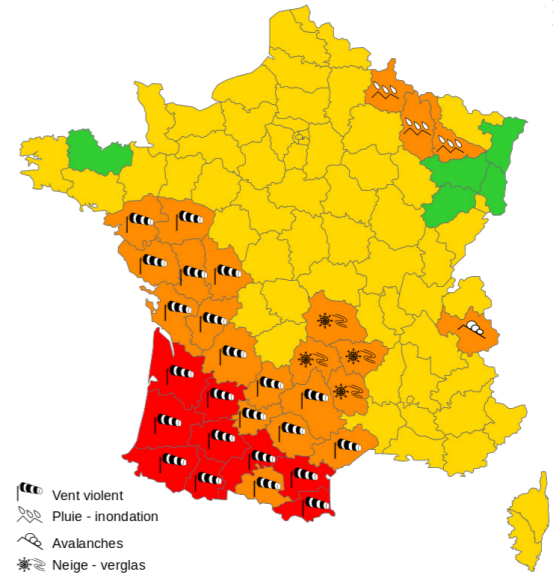 Vent violent
Pluie - inondation
Avalanches
Neige - verglas